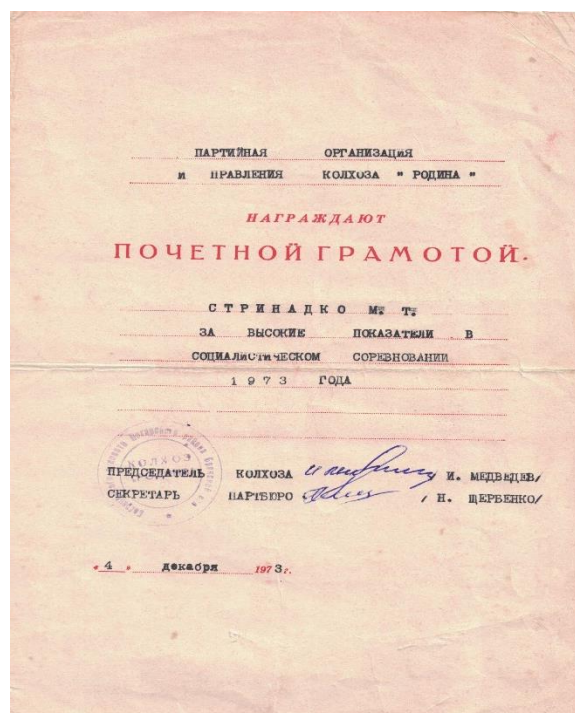 ПАРТИЙНАЯ ОРГАНИЗАЦИЯ
и ПРАВЛЕНИЯ КОЛХОЗА " РОДИНА "
НАГРАЖДАЮТ
ПОЧЕТНОЙ ГРАМОТОЙ.
СТРИНАДКО М. Т.
ЗА ВЫСОКИЕ ПОКАЗАТЕЛИ В
СОЦИАЛИСТИЧЕСКОМ СОРЕВНОВАНИИ
1973 ГОДА
КОЛХОЗ
ПРЕДСЕДАТЕЛЬ КОЛХОЗА И. МЕДВЕДЕВ/
СЕКРЕТАРЬ ПАРТБЮРО / Н. ЩЕРБЕНКО/
" 4 " декабря 1973г.